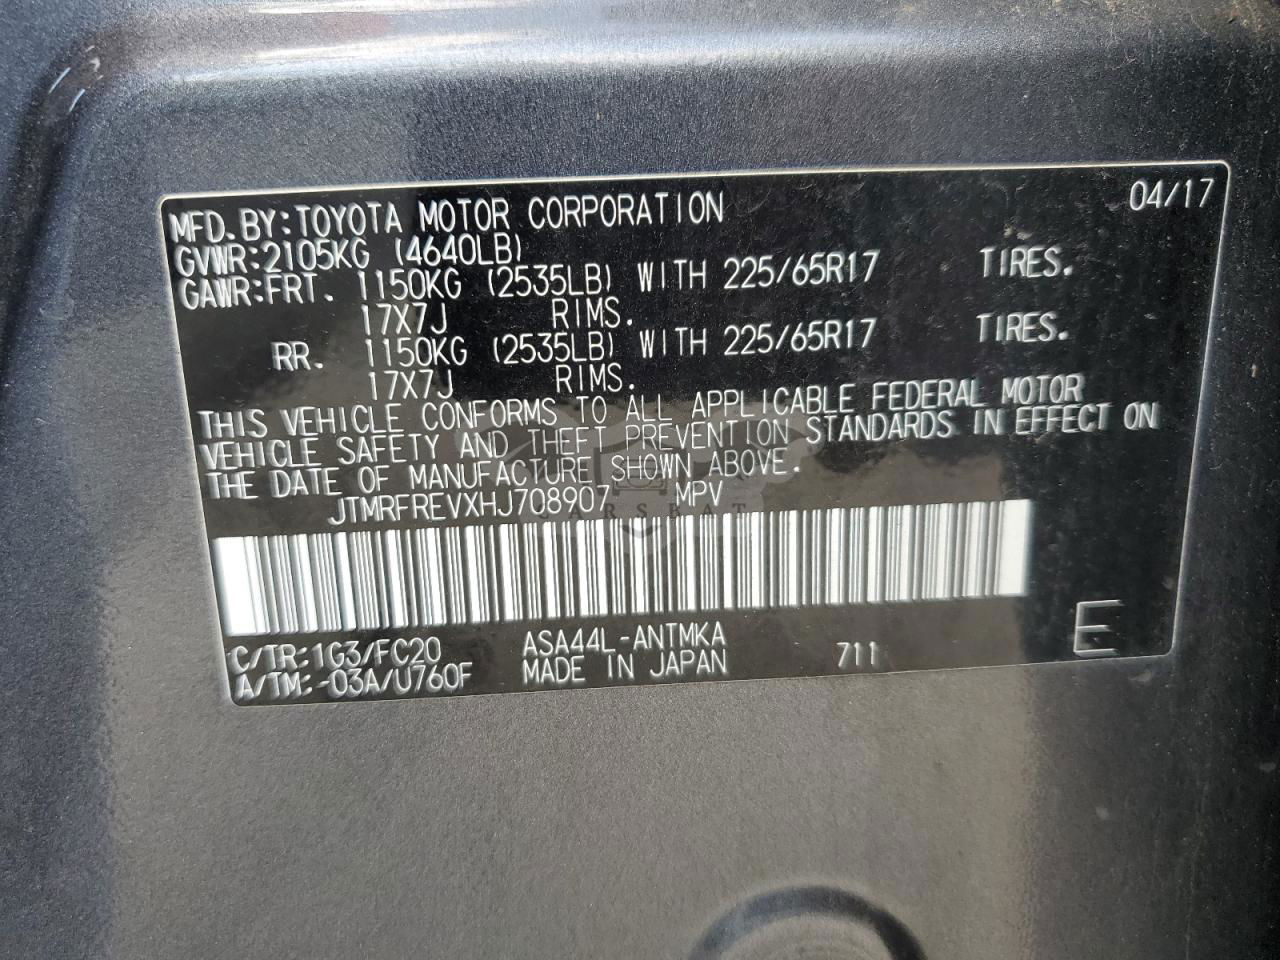 04/17
MFD.BY:TOYOTA MOTOR CORPORATION
GVWR:2105KG (4640LB)
GAWR:FRT. 1150KG (2535LB) WITH 225/65R17 TIRES.
17X7J RIMS.
RR. 1150KG (2535LB) WITH 225/65R17 TIRES.
17X7J RIMS.
THIS VEHICLE CONFORMS TO ALL APPLICABLE FEDERAL MOTOR
VEHICLE SAFETY AND THEFT PREVENTION STANDARDS IN EFFECT ON
THE DATE OF MANUFACTURE SHOWN ABOVE.
JTMRFREVXHJ708907 MPV
CARSBAT
C/TR:1G3/FC20 ASA44L-ANTMKA
A/TM:-03A/U760F MADE IN JAPAN 711 E